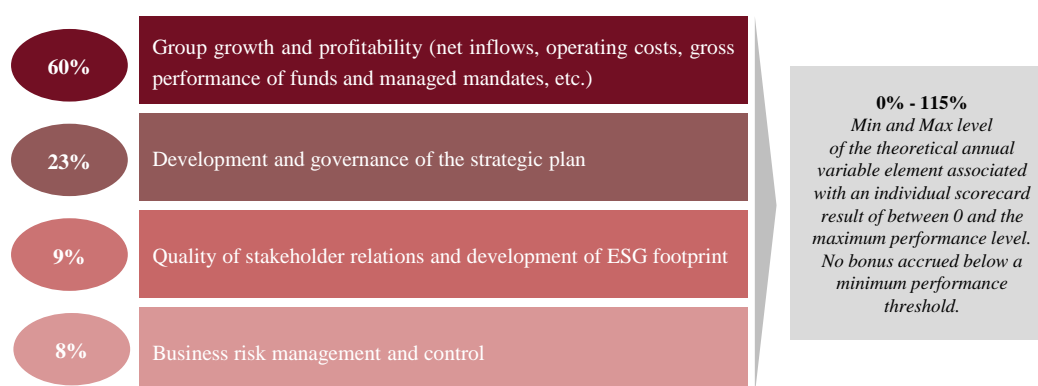 60%
Group growth and profitability (net inflows, operating costs, gross
performance of funds and managed mandates, etc.)
23%
Development and governance of the strategic plan
9%
Quality of stakeholder relations and development of ESG footprint
8%
Business risk management and control
0% - 115%
Min and Max level
of the theoretical annual
variable element associated
with an individual scorecard
result of between 0 and the
maximum performance level.
No bonus accrued below a
minimum performance
threshold.